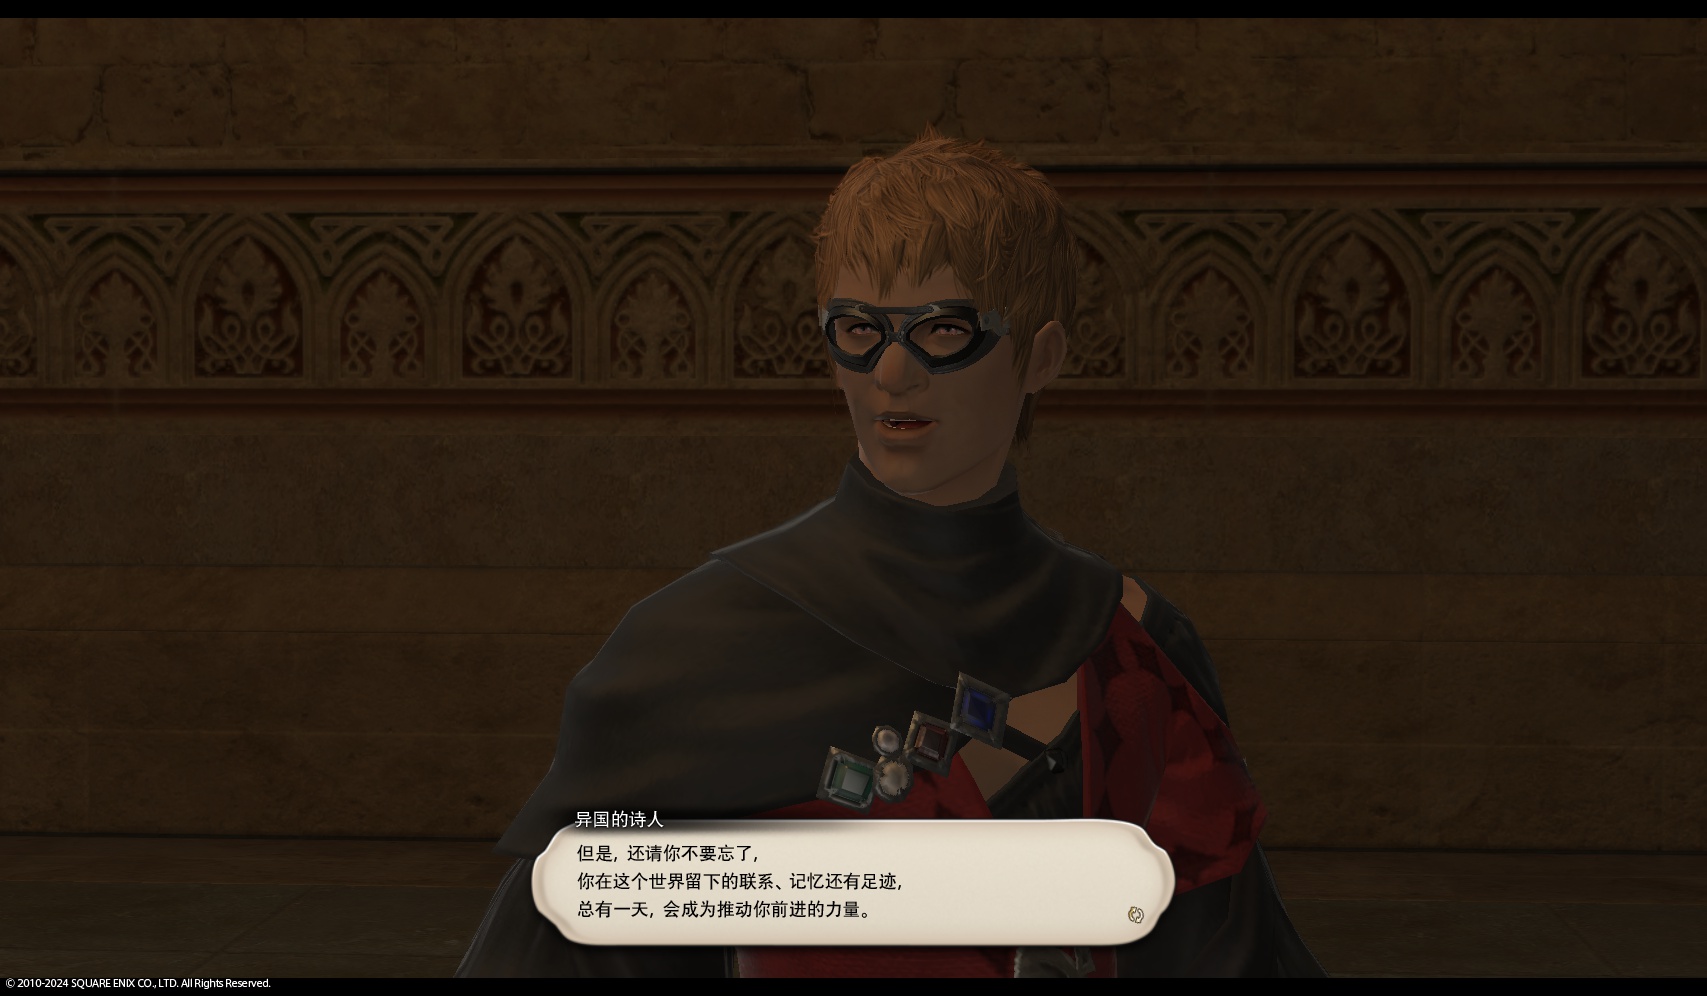 异国的诗人
但是，还请你不要忘了，
你在这个世界留下的联系、记忆还有足迹，
总有一天，会成为推动你前进的力量。
© 2010-2024 SQUARE ENIX CO., LTD. All Rights Reserved.